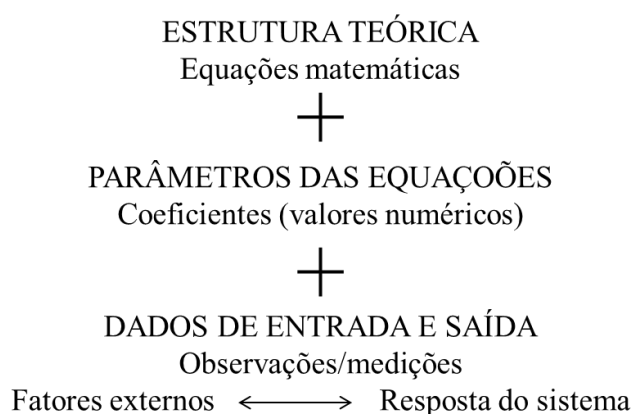 ESTRUTURA TEÓRICA
Equações matemáticas
+
PARÂMETROS DAS EQUAÇOÕES
Coeficientes (valores numéricos)
+
DADOS DE ENTRADA E SAÍDA
Observações/medições
Fatores externos ⟷ Resposta do sistema